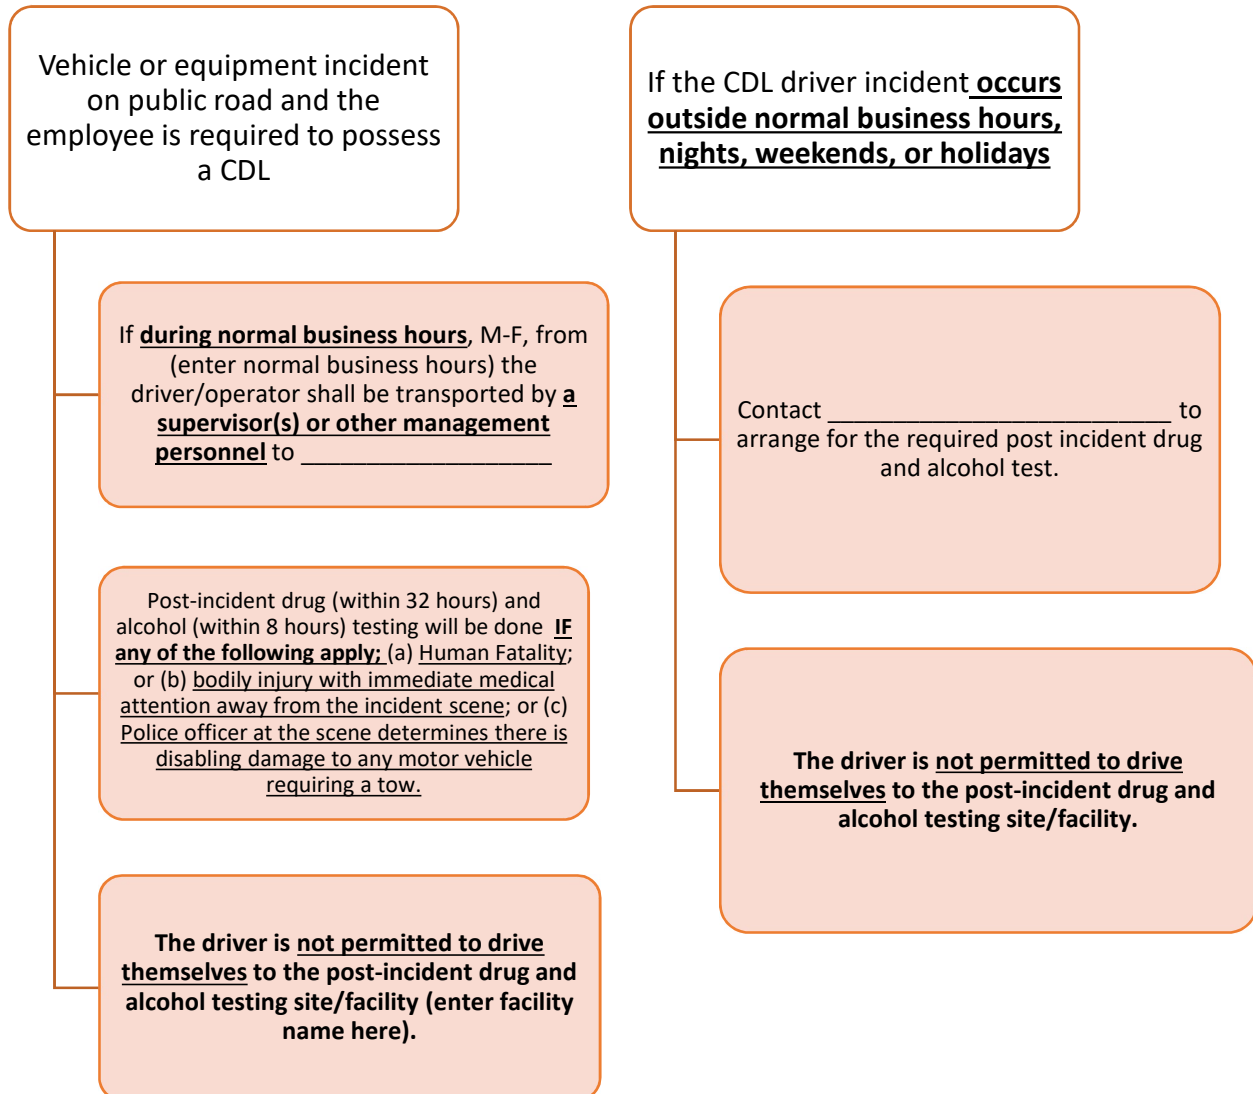 Vehicle or equipment incident
on public road and the
employee is required to possess
a CDL
If during normal business hours, M-F, from
(enter normal business hours) the
driver/operator shall be transported by a
supervisor(s) or other management
personnel to ___________________
Post-incident drug (within 32 hours) and
alcohol (within 8 hours) testing will be done IF
any of the following apply; (a) Human Fatality;
or (b) bodily injury with immediate medical
attention away from the incident scene; or (c)
Police officer at the scene determines there is
disabling damage to any motor vehicle
requiring a tow.
The driver is not permitted to drive
themselves to the post-incident drug and
alcohol testing site/facility (enter facility
name here).
If the CDL driver incident occurs
outside normal business hours,
nights, weekends, or holidays
Contact __________________________ to
arrange for the required post incident drug
and alcohol test.
The driver is not permitted to drive
themselves to the post-incident drug and
alcohol testing site/facility.